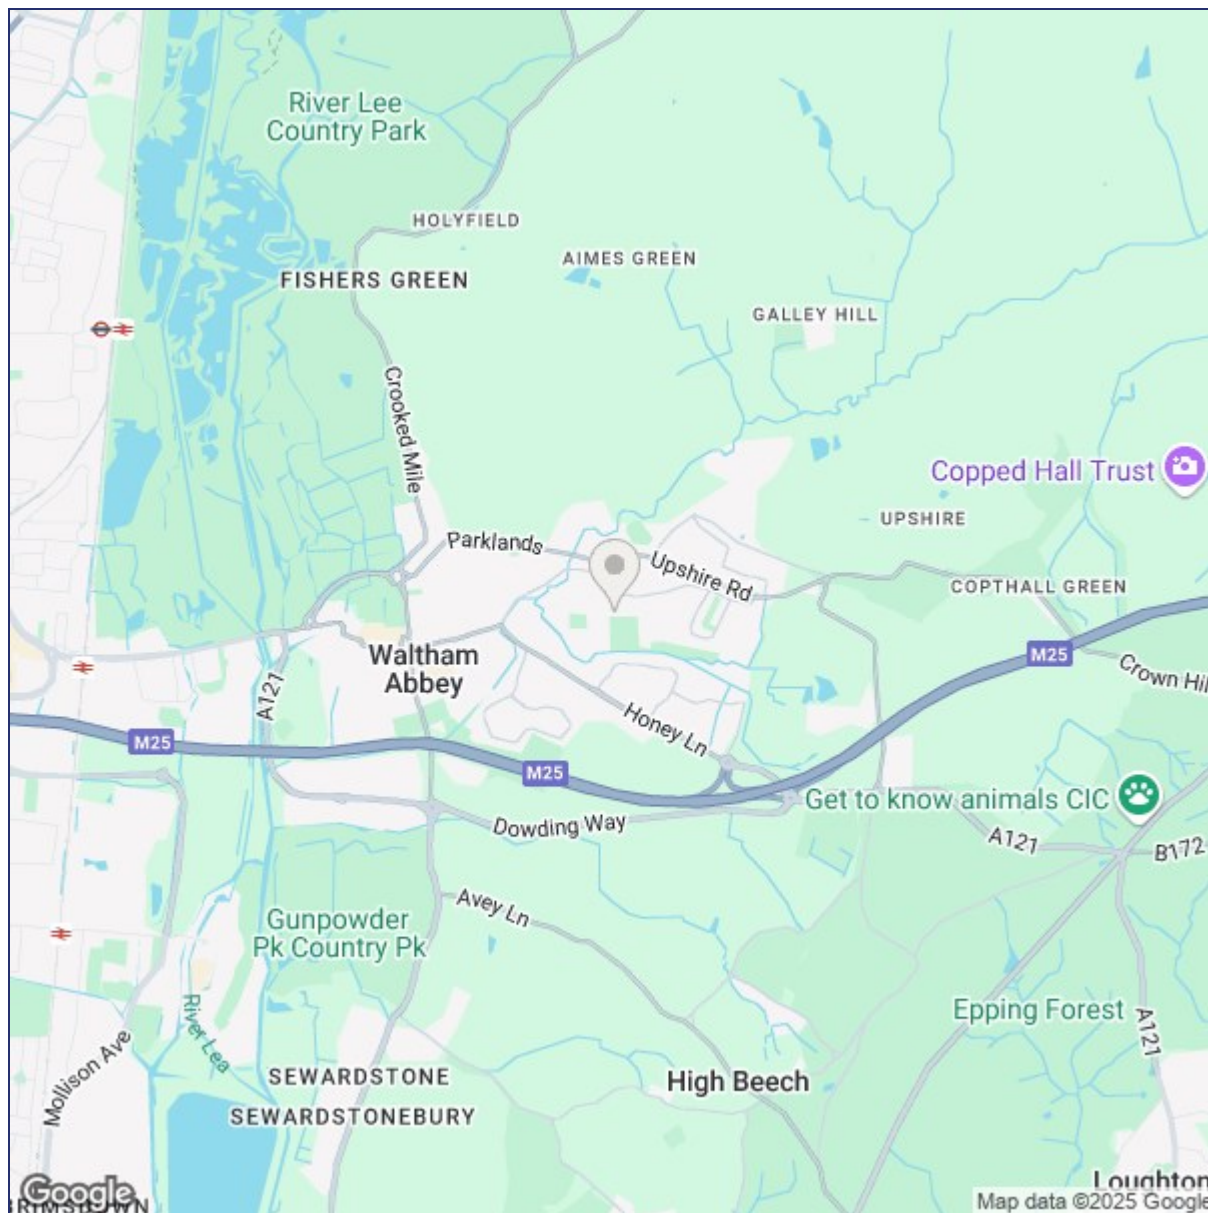 River Lee
Country Park
HOLYFIELD
AIMES GREEN
FISHERS GREEN
GALLEY HILL
Crooked Mile
Copped Hall Trust
UPSHIRE
Parklands
Upshire Rd
COPTHALL GREEN
Waltham
Abbey
M25
Crown Hil
A121
Honey Ln
M25
M25
Get to know animals CIC
Dowding Way
A121
B172
Avey Ln
Gunpowder
Pk Country Pk
River Lea
Epping Forest
A121
Mollison Ave
SEWARDSTONE
High Beech
SEWARDSTONEBURY
Loughton
Google
RIMSDOWN
Map data ©2025 Google